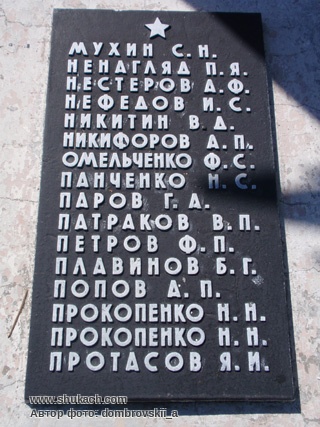 МУХИН С. Н.
НЕНАГЛЯД П. Я.
НЕСТЕРОВ А. Ф.
НЕФЕДОВ И. С.
НИКИТИН В. Д.
НИКИФОРОВ А. П.
ОМЕЛЬЧЕНКО Ф. С.
ПАНЧЕНКО Н. С.
ПАРОВ Г. А.
ПАТРАКОВ В. П.
ПЕТРОВ Ф. П.
ПЛАВИНОВ Б. Г.
ПОПОВ А. П.
ПРОКОПЕНКО Н. Н.
ПРОКОПЕНКО Н. Н.
ПРОТАСОВ Я. И.
www.shukach.com
Автор фото: dombrovskii_a